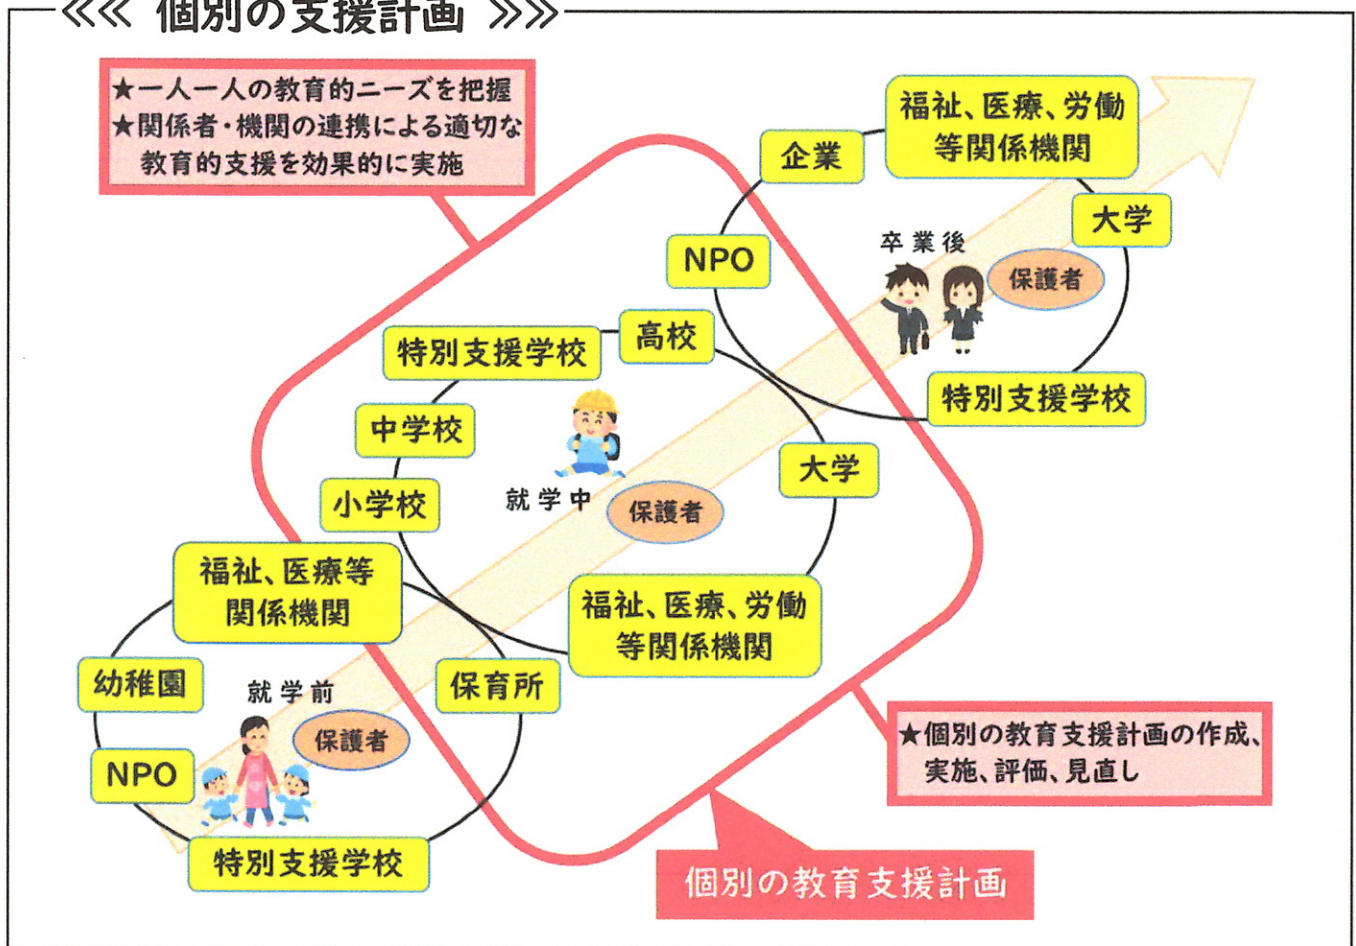 ≪≪ 個別の支援計画 ≫≫
★一人一人の教育的ニーズを把握
★関係者・機関の連携による適切な
教育的支援を効果的に実施
福祉、医療、労働
等関係機関
企業
大学
NPO
卒業後
保護者
特別支援学校
高校
特別支援学校
中学校
小学校
就学中
保護者
大学
福祉、医療、労働
等関係機関
福祉、医療等
関係機関
幼稚園
保育所
就学前
保護者
NPO
特別支援学校
★個別の教育支援計画の作成、
実施、評価、見直し
個別の教育支援計画